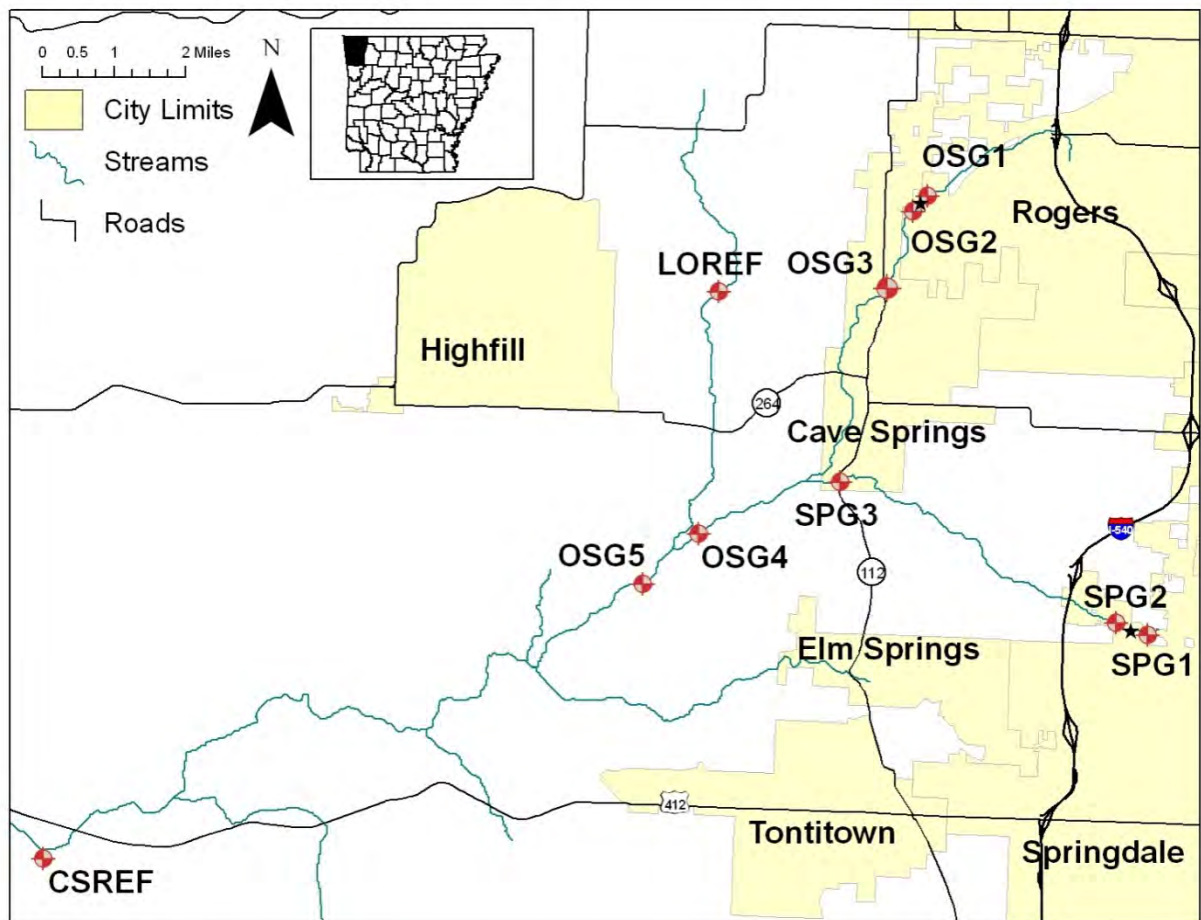 0 0.5 1 2 Miles
N
City Limits
Streams
Roads
OSG1
Rogers
OSG2
LOREF
OSG3
Highfill
264
Cave Springs
SPG3
I-540
OSG4
OSG5
112
SPG2
Elm Springs
SPG1
412
Tontitown
Springdale
CSREF